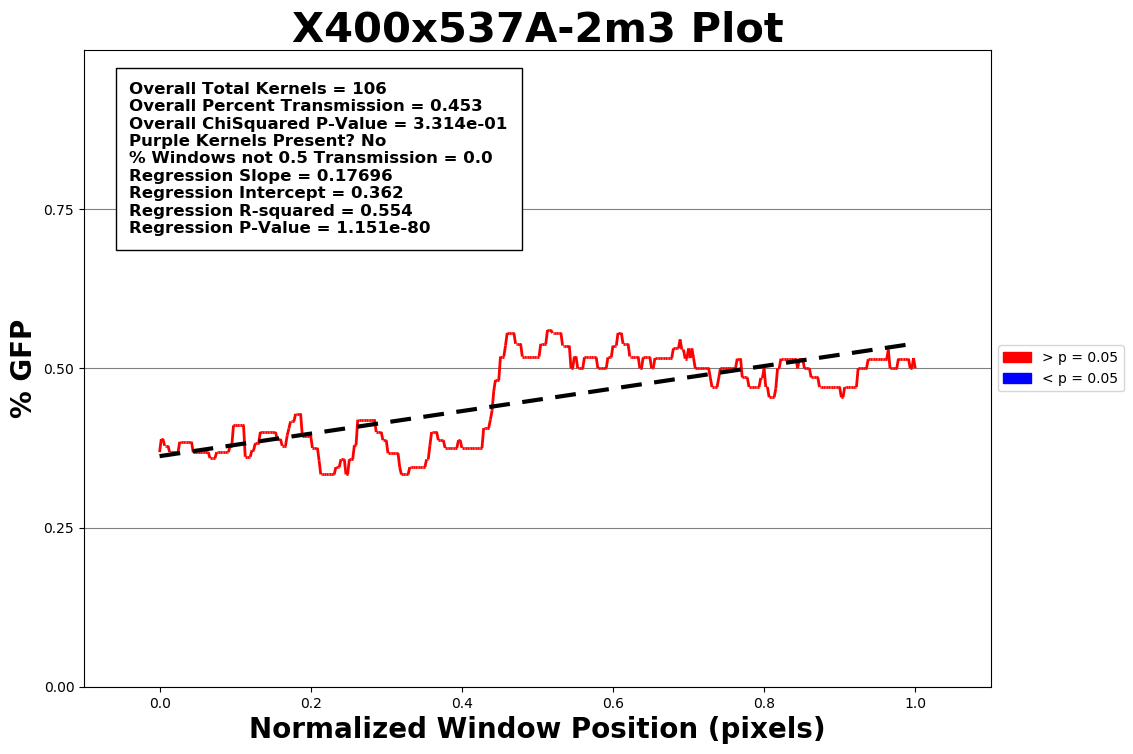 X400x537A-2m3 Plot
Overall Total Kernels = 106
Overall Percent Transmission = 0.453
Overall ChiSquared P-Value = 3.314e-01
Purple Kernels Present? No
% Windows not 0.5 Transmission = 0.0
Regression Slope = 0.17696
Regression Intercept = 0.362
Regression R-squared = 0.554
Regression P-Value = 1.151e-80
% GFP
0.75
0.50
0.25
0.00
> p = 0.05
< p = 0.05
0.0 0.2 0.4 0.6 0.8 1.0
Normalized Window Position (pixels)